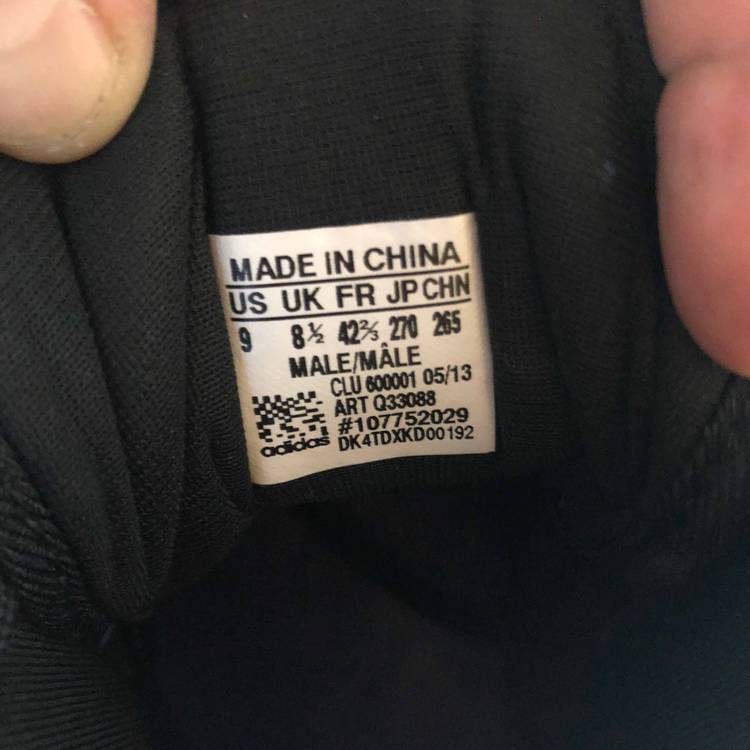 MADE IN CHINA
US UK FR JP CHN
9 8½ 42⅔ 270 265
MALE/MÂLE
CLU 600001 05/13
ART Q33088
#107752029
adidas DK4TDXKD00192